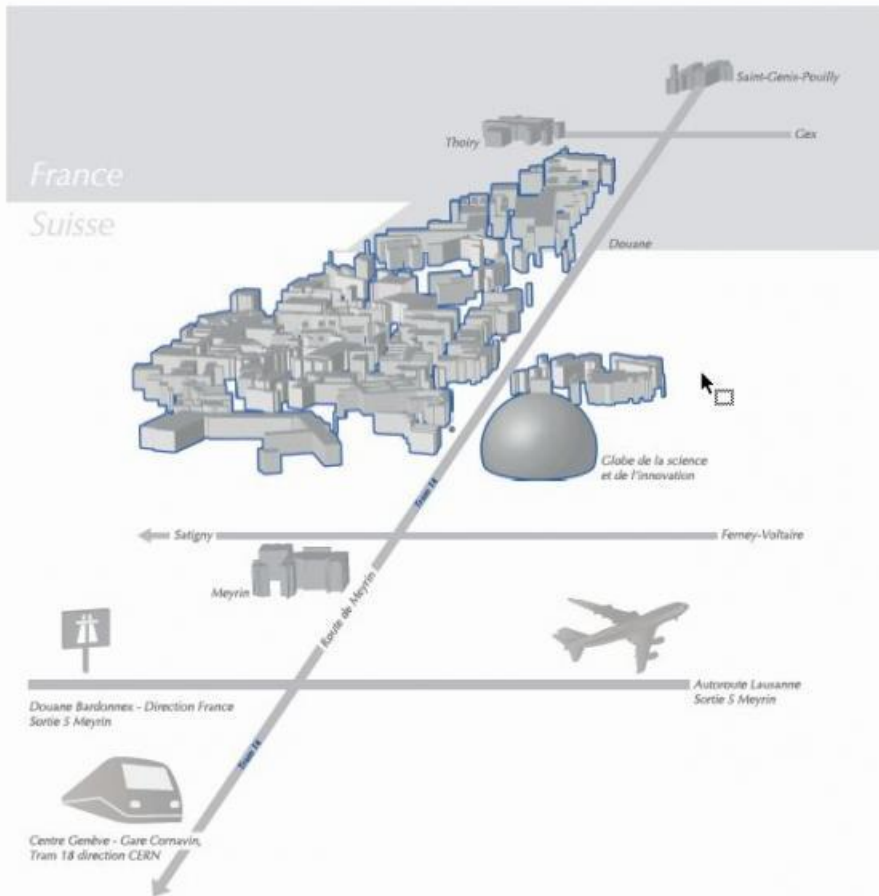 Saint-Genis-Pouilly
Thoiry
Gex
France
Suisse
Douane
Globe de la science
et de l'innovation
Tram 18
Satigny
Ferney-Voltaire
Meyrin
Route de Meyrin
Autoroute Lausanne
Sortie 5 Meyrin
Douane Bardonnex - Direction France
Sortie 5 Meyrin
Tram 18
Centre Genève - Gare Cornavin,
Tram 18 direction CERN